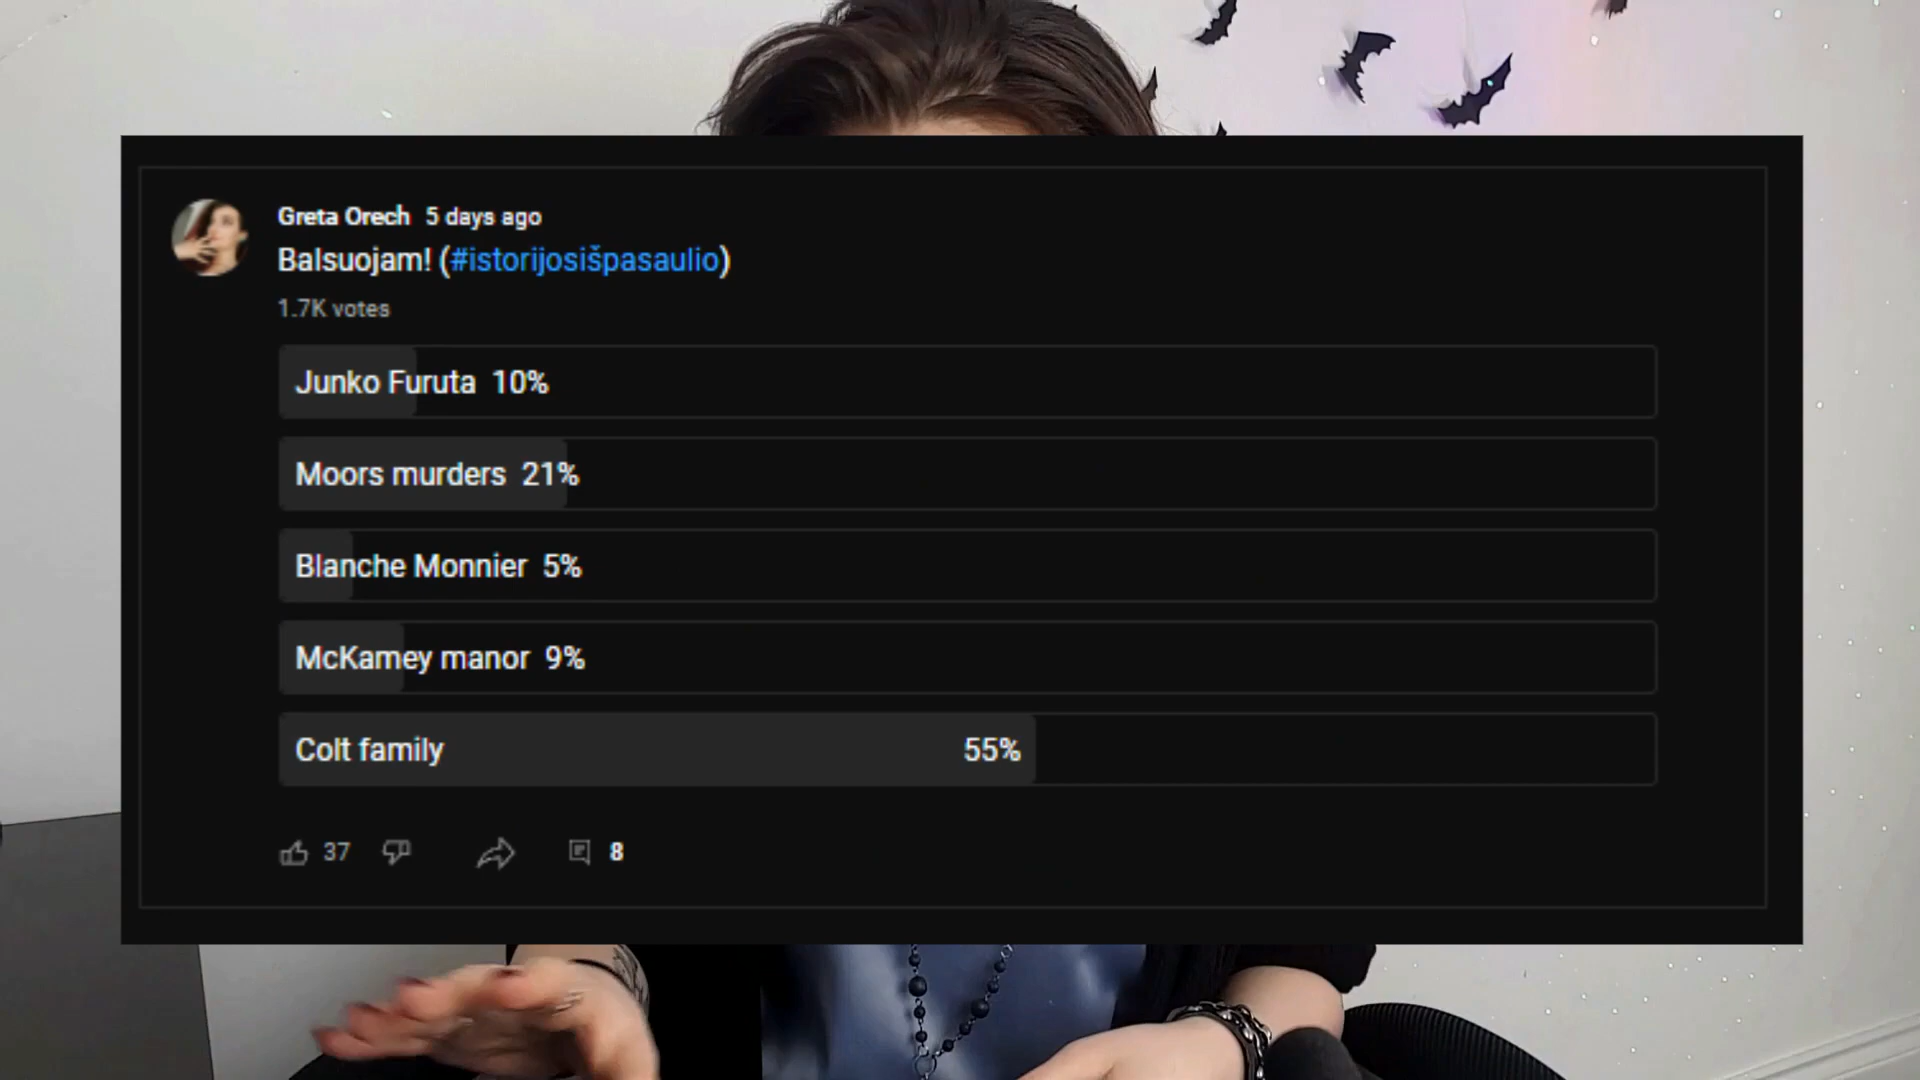 Greta Orech 5 days ago
Balsuojam! (#istorijosišpasaulio)
1.7K votes
Junko Furuta 10%
Moors murders 21%
Blanche Monnier 5%
McKamey manor 9%
Colt family 55%
37 8